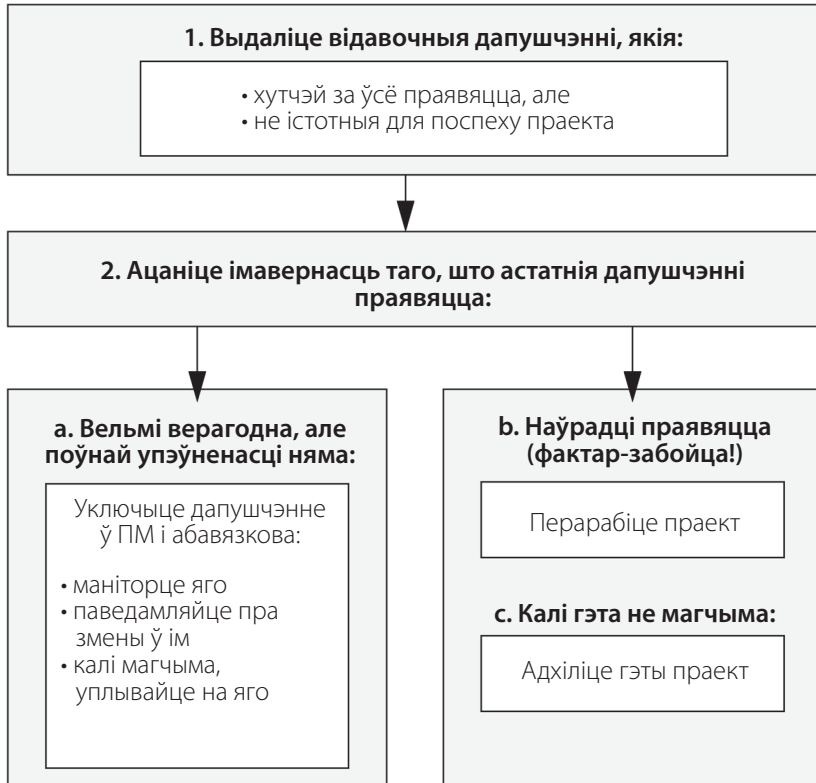 1. Выдаліце відавочныя дапушчэнні, якія:
• хутчэй за ўсё праявяцца, але
• не істотныя для поспеху праекта
2. Ацаніце імавернасць таго, што астатнія дапушчэнні
праявяцца:
a. Вельмі верагодна, але
поўнай упэўненасці няма:
Уключыце дапушчэнне
ў ПМ і абавязкова:
• маніторце яго
• паведамляйце пра
змены ў ім
• калі магчыма,
уплывайце на яго
b. Наўрадці праявяцца
(фактар-забойца!)
Перарабіце праект
c. Калі гэта не магчыма:
Адхіліце гэты праект